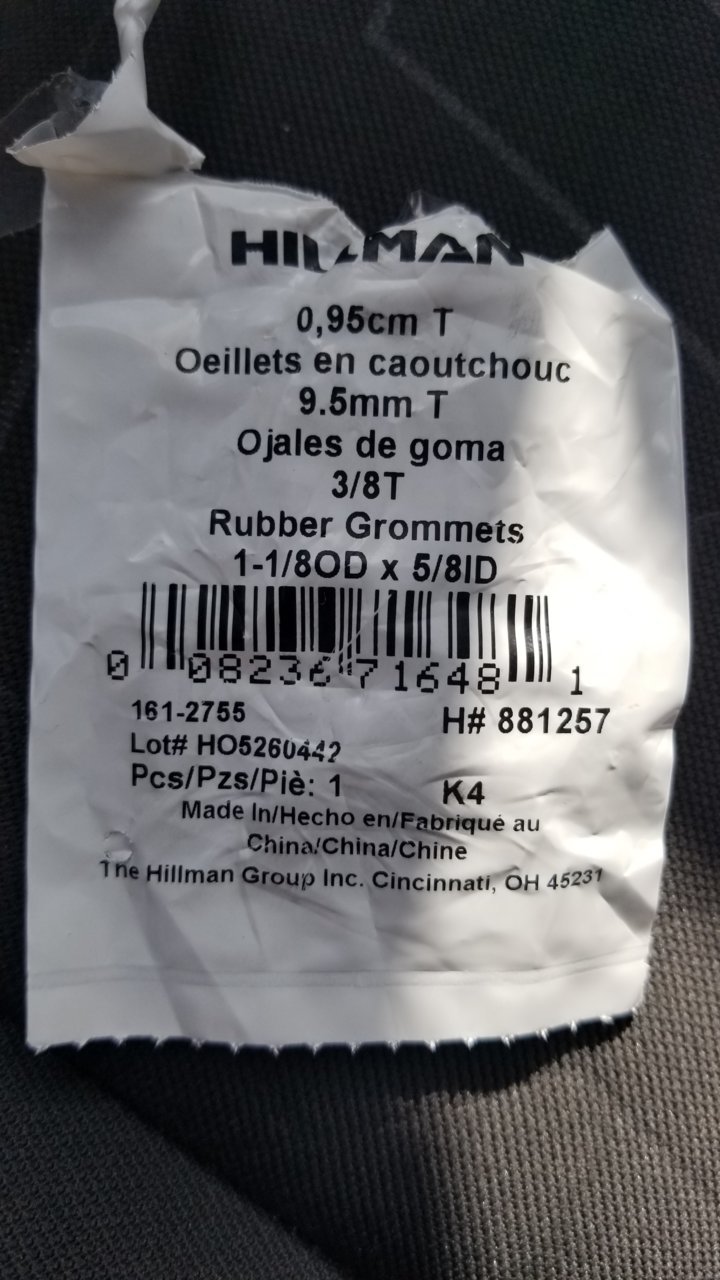 HILLMAN
0,95cm T
Oeillets en caoutchouc
9.5mm T
Ojales de goma
3/8T
Rubber Grommets
1-1/8OD x 5/8ID
0 08236 71648 1
161-2755 H# 881257
Lot# HO5260442
Pcs/Pzs/Piè: 1 K4
Made In/Hecho en/Fabriqué au
China/China/Chine
The Hillman Group Inc. Cincinnati, OH 45231